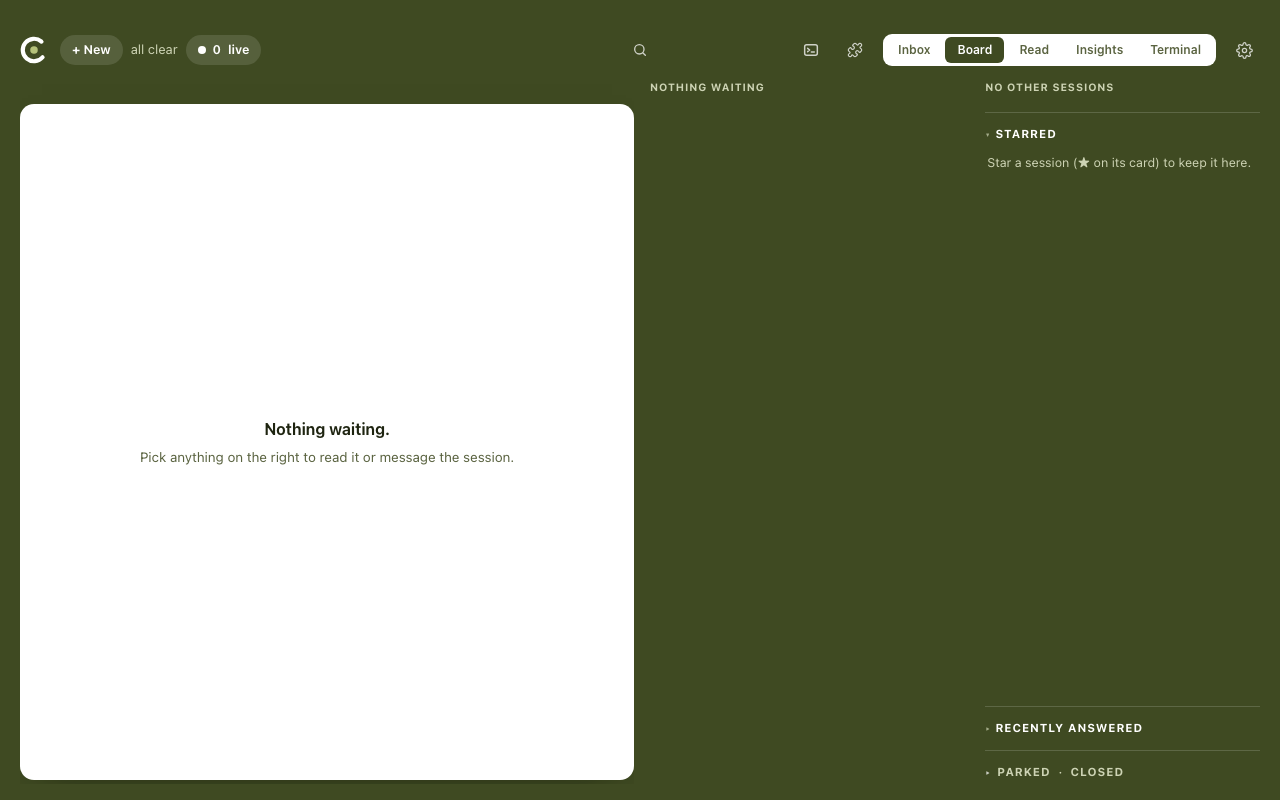 + New
all clear
0 live
Inbox
Board
Read
Insights
Terminal
NOTHING WAITING
NO OTHER SESSIONS
STARRED
Star a session (★ on its card) to keep it here.
Nothing waiting.
Pick anything on the right to read it or message the session.
RECENTLY ANSWERED
PARKED · CLOSED